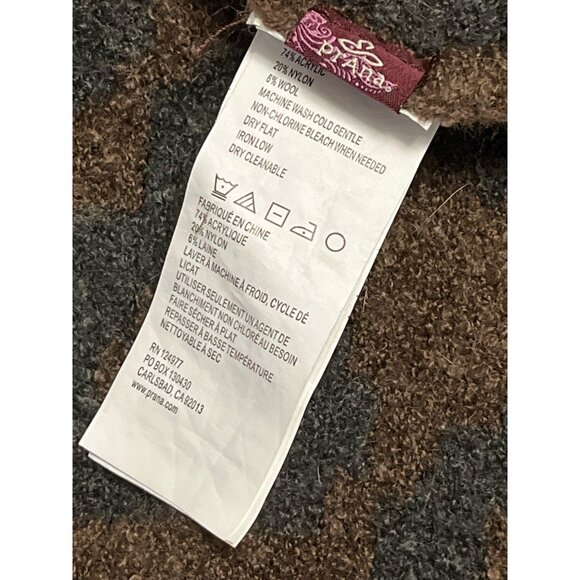 prAna
74% ACRYLIC
20% NYLON
6% WOOL
MACHINE WASH COLD GENTLE
NON-CHLORINE BLEACH WHEN NEEDED
DRY FLAT
IRON LOW
DRY CLEANABLE
FABRIQUÉ EN CHINE
74% ACRYLIQUE
20% NYLON
6% LAINE
LAVER À MACHINE À FROID, CYCLE DÉ
LICAT
UTILISER SEULEMENT UN AGENT DE
BLANCHIMENT NON CHLORÉ AU BESOIN
FAIRE SÉCHER À PLAT
REPASSER À BASSE TEMPÉRATURE
NETTOYABLE À SEC
RN 124977
PO BOX 130430
CARLSBAD, CA 92013
www.prana.com